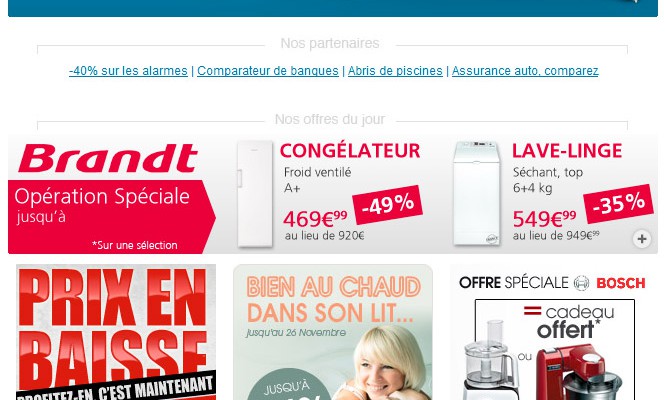 Nos partenaires
-40% sur les alarmes | Comparateur de banques | Abris de piscines | Assurance auto, comparez
Nos offres du jour
Brandt
Opération Spéciale
jusqu'à
*Sur une sélection
CONGÉLATEUR
Froid ventilé
A+
469€99
-49%
au lieu de 920€
LAVE-LINGE
Séchant, top
6+4 kg
549€99
-35%
au lieu de 949€99
PRIX EN
BAISSE
PROFITEZ-EN, C'EST MAINTENANT
BIEN AU CHAUD
DANS SON LIT...
jusqu'au 26 Novembre
JUSQU'À
OFFRE SPÉCIALE BOSCH
= cadeau
offert*
ou